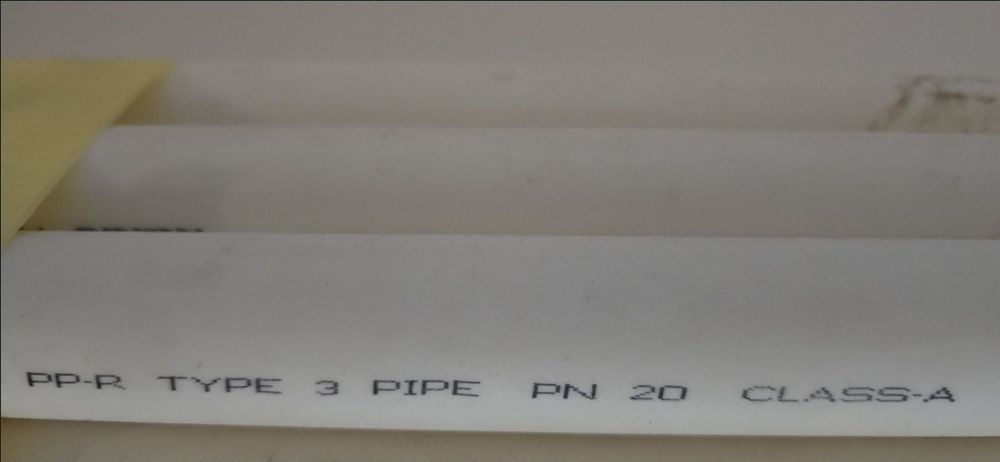 PP-R TYPE 3 PIPE PN 20 CLASS-A